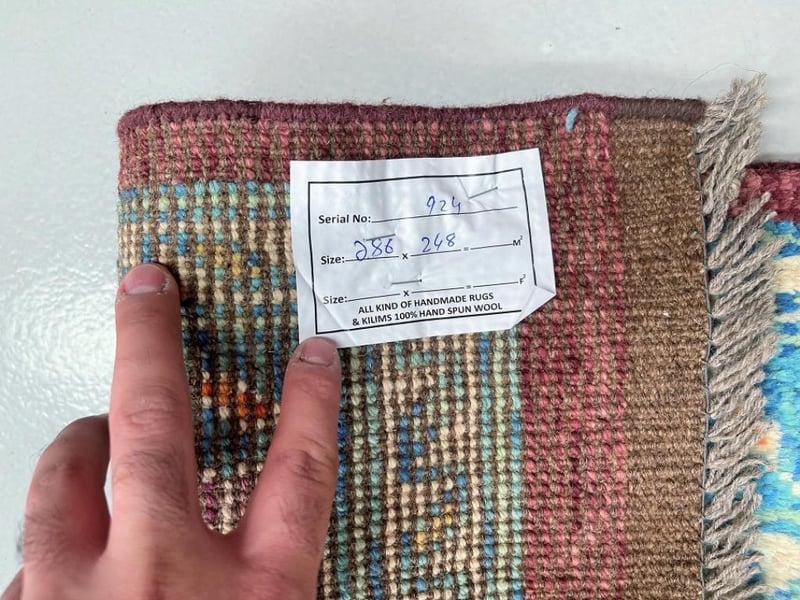 Serial No: 924
Size: 286 x 248 = M²
Size: x = F²
ALL KIND OF HANDMADE RUGS
& KILIMS 100% HAND SPUN WOOL